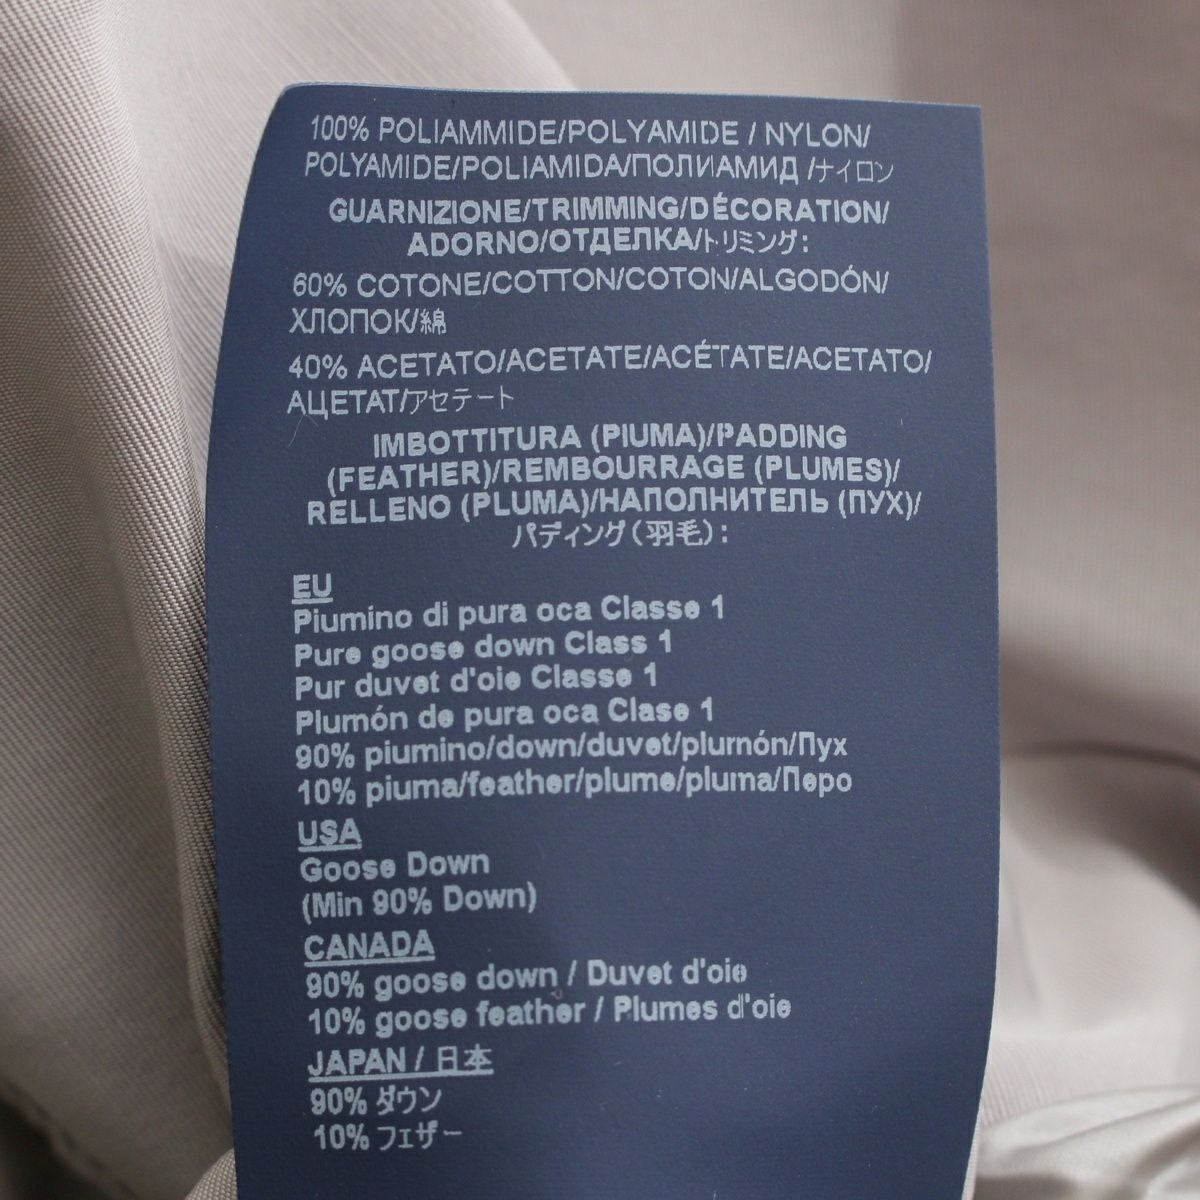 100% POLIAMMIDE/POLYAMIDE / NYLON/
POLYAMIDE/POLIAMIDA/ПОЛИАМИД /ナイロン
GUARNIZIONE/TRIMMING/DÉCORATION/
ADORNO/ОТДЕЛКА/トリミング:
60% COTONE/COTTON/COTON/ALGODÓN/
ХЛОПОК/綿
40% ACETATO/ACETATE/ACÉTATE/ACETATO/
АЦЕТАТ/アセテート
IMBOTTITURA (PIUMA)/PADDING
(FEATHER)/REMBOURRAGE (PLUMES)/
RELLENO (PLUMA)/НАПОЛНИТЕЛЬ (ПУХ)/
パディング(羽毛):
EU
Piumino di pura oca Classe 1
Pure goose down Class 1
Pur duvet d'oie Classe 1
Plumón de pura oca Clase 1
90% piumino/down/duvet/plumón/Пух
10% piuma/feather/plume/pluma/Перо
USA
Goose Down
(Min 90% Down)
CANADA
90% goose down / Duvet d'oie
10% goose feather / Plumes d'oie
JAPAN / 日本
90% ダウン
10% フェザー